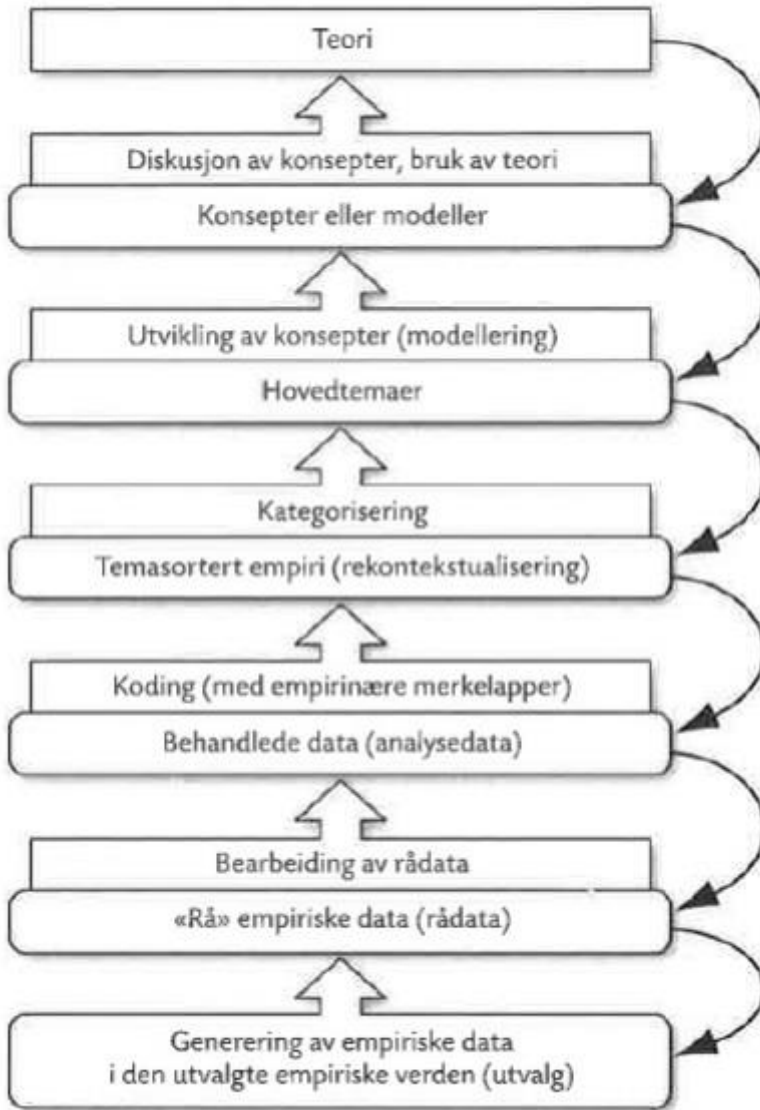 Teori
Diskusjon av konsepter, bruk av teori
Konsepter eller modeller
Utvikling av konsepter (modellering)
Hovedtemaer
Kategorisering
Temasortert empiri (rekontekstualisering)
Koding (med empirinære merkelapper)
Behandlede data (analysedata)
Bearbeiding av rådata
«Rå» empiriske data (rådata)
Generering av empiriske data
i den utvalgte empiriske verden (utvalg)